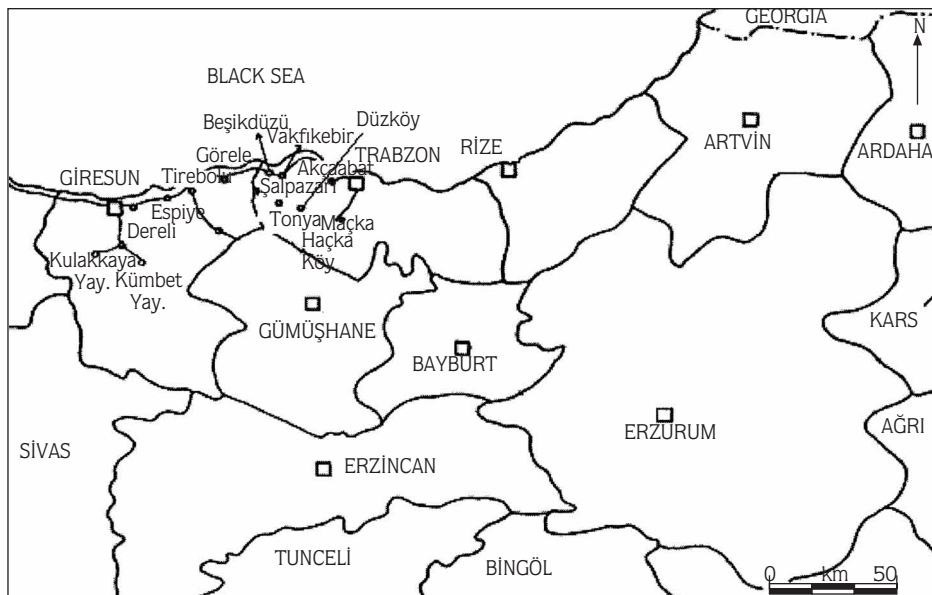 GEORGIA
N
BLACK SEA
Beşikdüzü
Vakfıkebir
Düzköy
Görele
Akçaabat
TRABZON
RİZE
ARTVİN
ARDAHA
GİRESUN
Tirebolu
Şalpazarı
Espiye
Dereli
Tonya
Maçka
Haçka
Köy
Kulakkaya
Yay.
Kümbet
Yay.
GÜMÜŞHANE
BAYBURT
KARS
ERZURUM
AĞRI
SİVAS
ERZİNCAN
TUNCELİ
BİNGÖL
0 km 50